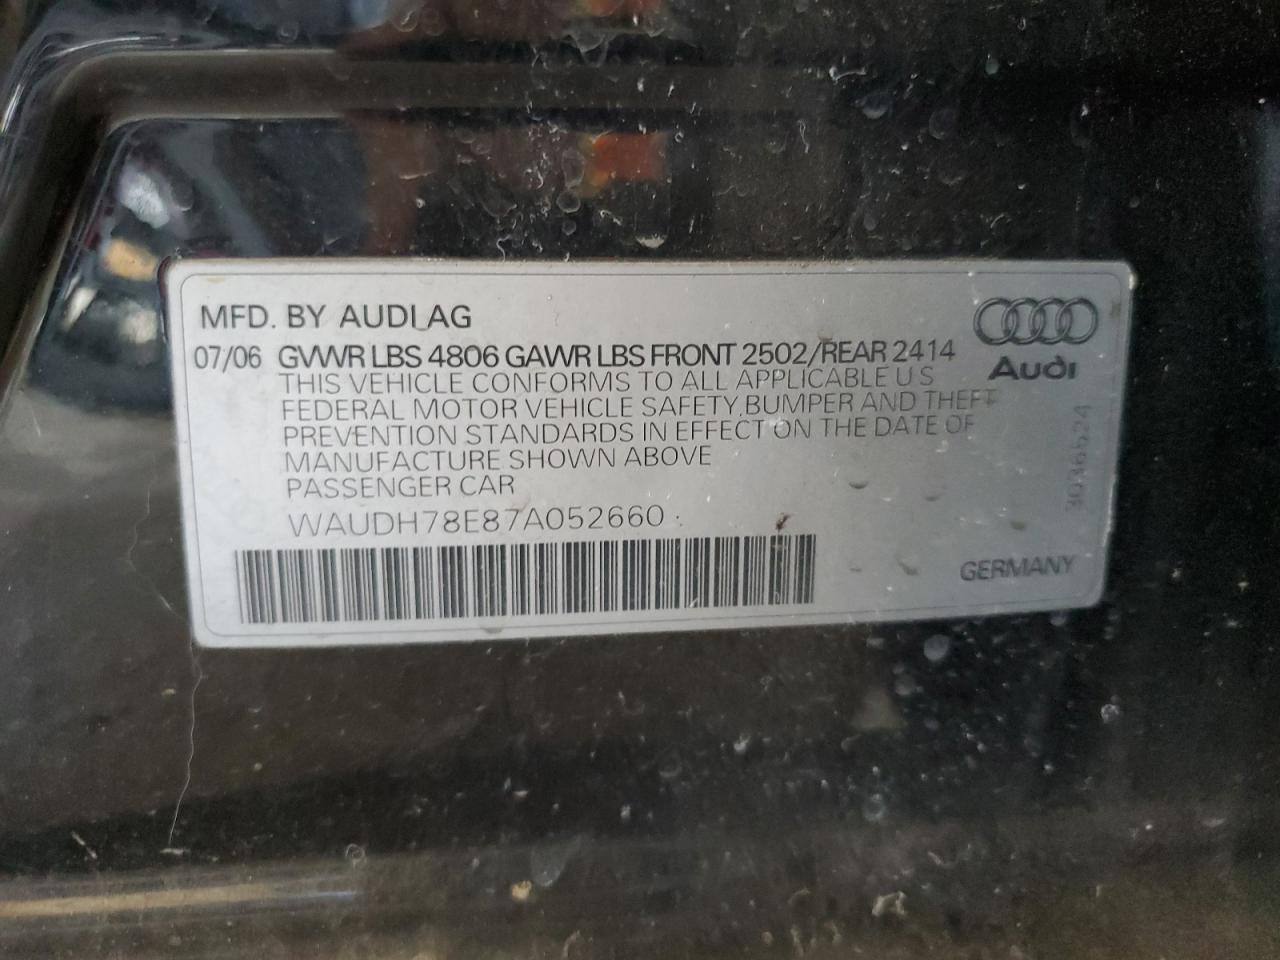 MFD. BY AUDI AG
07/06 GVWR LBS 4806 GAWR LBS FRONT 2502/REAR 2414
THIS VEHICLE CONFORMS TO ALL APPLICABLE U S
FEDERAL MOTOR VEHICLE SAFETY, BUMPER AND THEFT
PREVENTION STANDARDS IN EFFECT ON THE DATE OF
MANUFACTURE SHOWN ABOVE
PASSENGER CAR
WAUDH78E87A052660
Audi
3036624
GERMANY